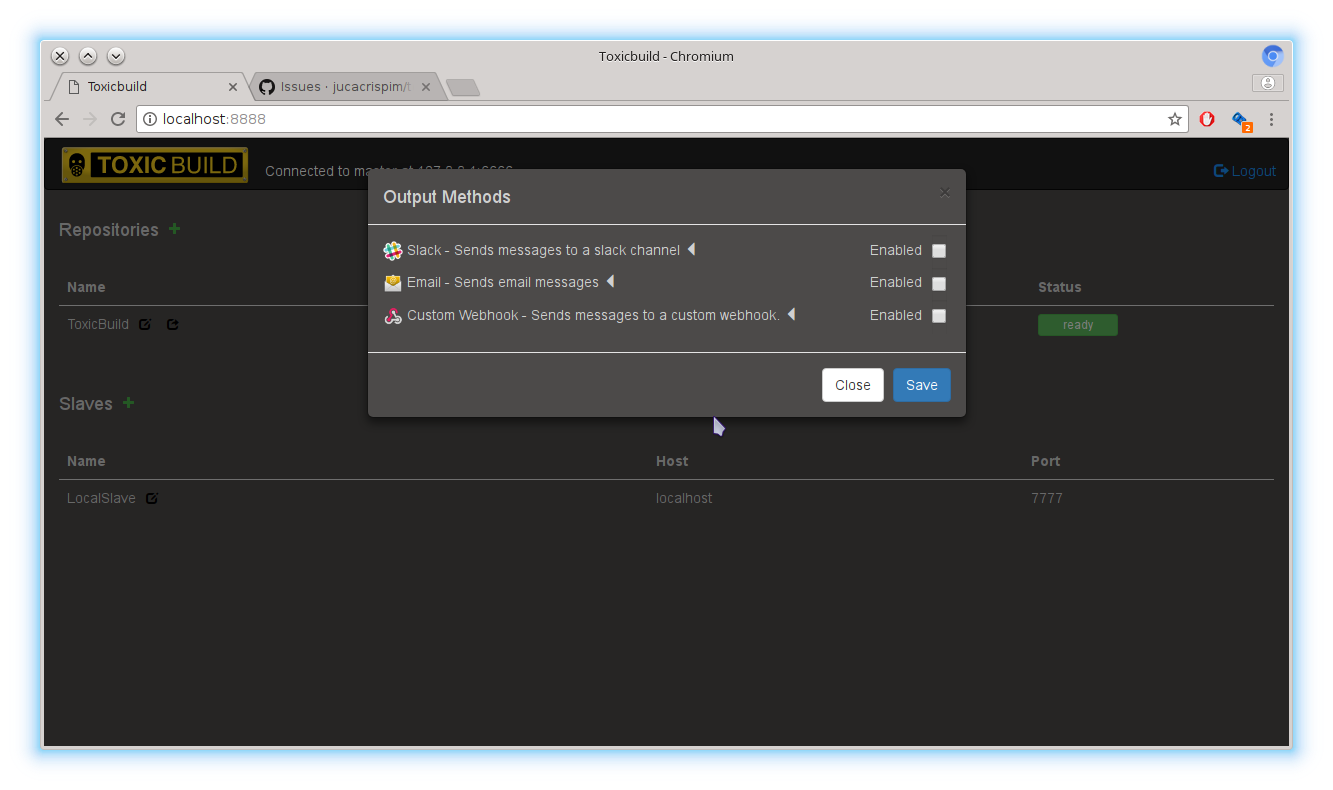 Toxicbuild - Chromium
Toxicbuild
Issues · jucacrispim/t
localhost:8888
2
TOXIC BUILD
Connected to master at
Logout
Output Methods
×
Repositories
Slack - Sends messages to a slack channel
Enabled
Email - Sends email messages
Enabled
Name
Status
Custom Webhook - Sends messages to a custom webhook.
Enabled
ToxicBuild
ready
Close
Save
Slaves
Name
Host
Port
LocalSlave
localhost
7777